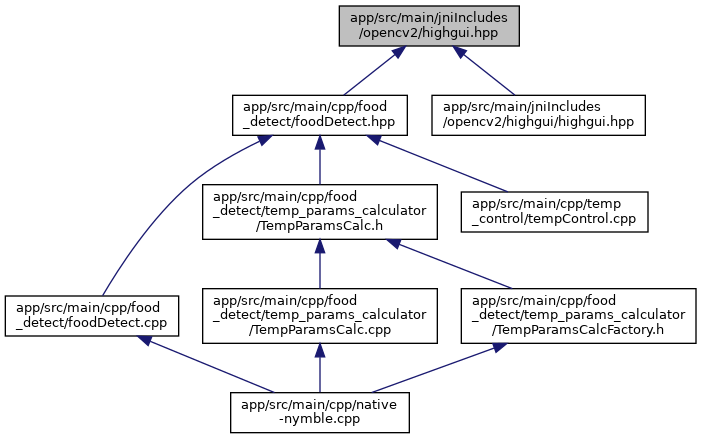 app/src/main/jniIncludes
/opencv2/highgui.hpp
app/src/main/cpp/food
_detect/foodDetect.hpp
app/src/main/jniIncludes
/opencv2/highgui/highgui.hpp
app/src/main/cpp/food
_detect/temp_params_calculator
/TempParamsCalc.h
app/src/main/cpp/temp
_control/tempControl.cpp
app/src/main/cpp/food
_detect/foodDetect.cpp
app/src/main/cpp/food
_detect/temp_params_calculator
/TempParamsCalc.cpp
app/src/main/cpp/food
_detect/temp_params_calculator
/TempParamsCalcFactory.h
app/src/main/cpp/native
-nymble.cpp